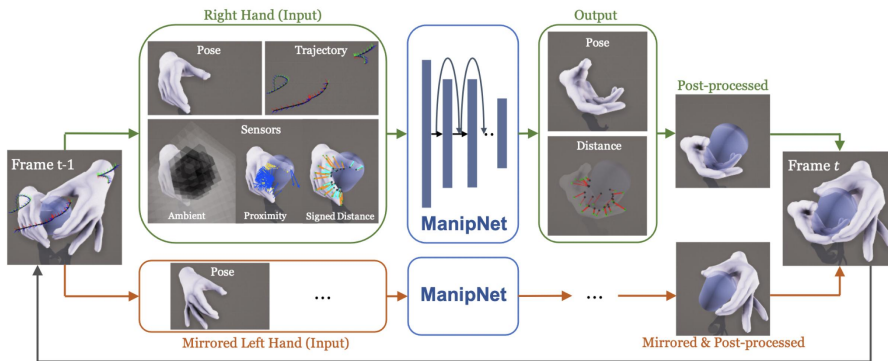 Right Hand (Input)
Output
Pose
Trajectory
Pose
Post-processed
Sensors
Frame t-1
Distance
Frame t
Ambient
Proximity
Signed Distance
ManipNet
Pose
...
ManipNet
...
Mirrored Left Hand (Input)
Mirrored & Post-processed